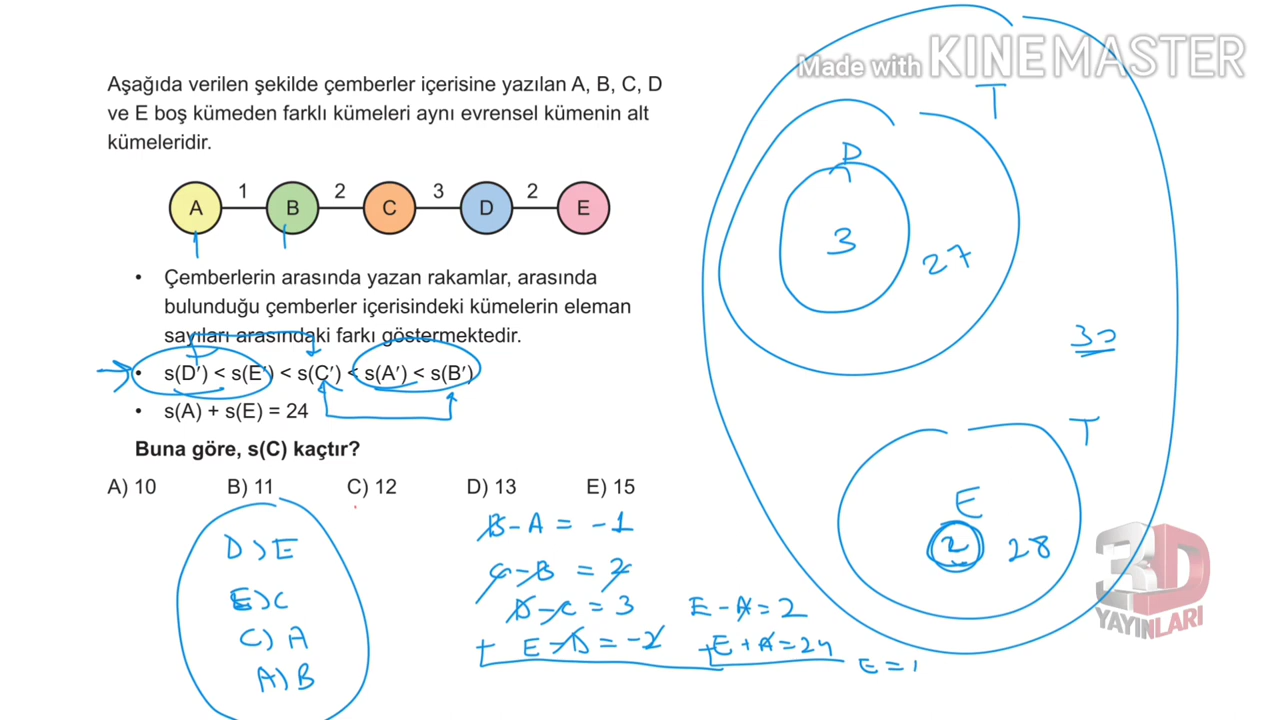 Made with KINEMASTER
Aşağıda verilen şekilde çemberler içerisine yazılan A, B, C, D
ve E boş kümeden farklı kümeleri aynı evrensel kümenin alt
kümeleridir.
A 1 B 2 C 3 D 2 E
• Çemberlerin arasında yazan rakamlar, arasında
bulunduğu çemberler içerisindeki kümelerin eleman
sayıları arasındaki farkı göstermektedir.
• s(D′) < s(E′) < s(C′) < s(A′) < s(B′)
• s(A) + s(E) = 24
Buna göre, s(C) kaçtır?
A) 10 B) 11 C) 12 D) 13 E) 15
D > E
E > C
C > A
A > B
B - A = -1
C - B = 2
D - C = 3
+ E - D = -2
E - A = 2
+ E + A = 24
E = 1
T
D
3
27
30
T
E
2
28
3D
YAYINLARI